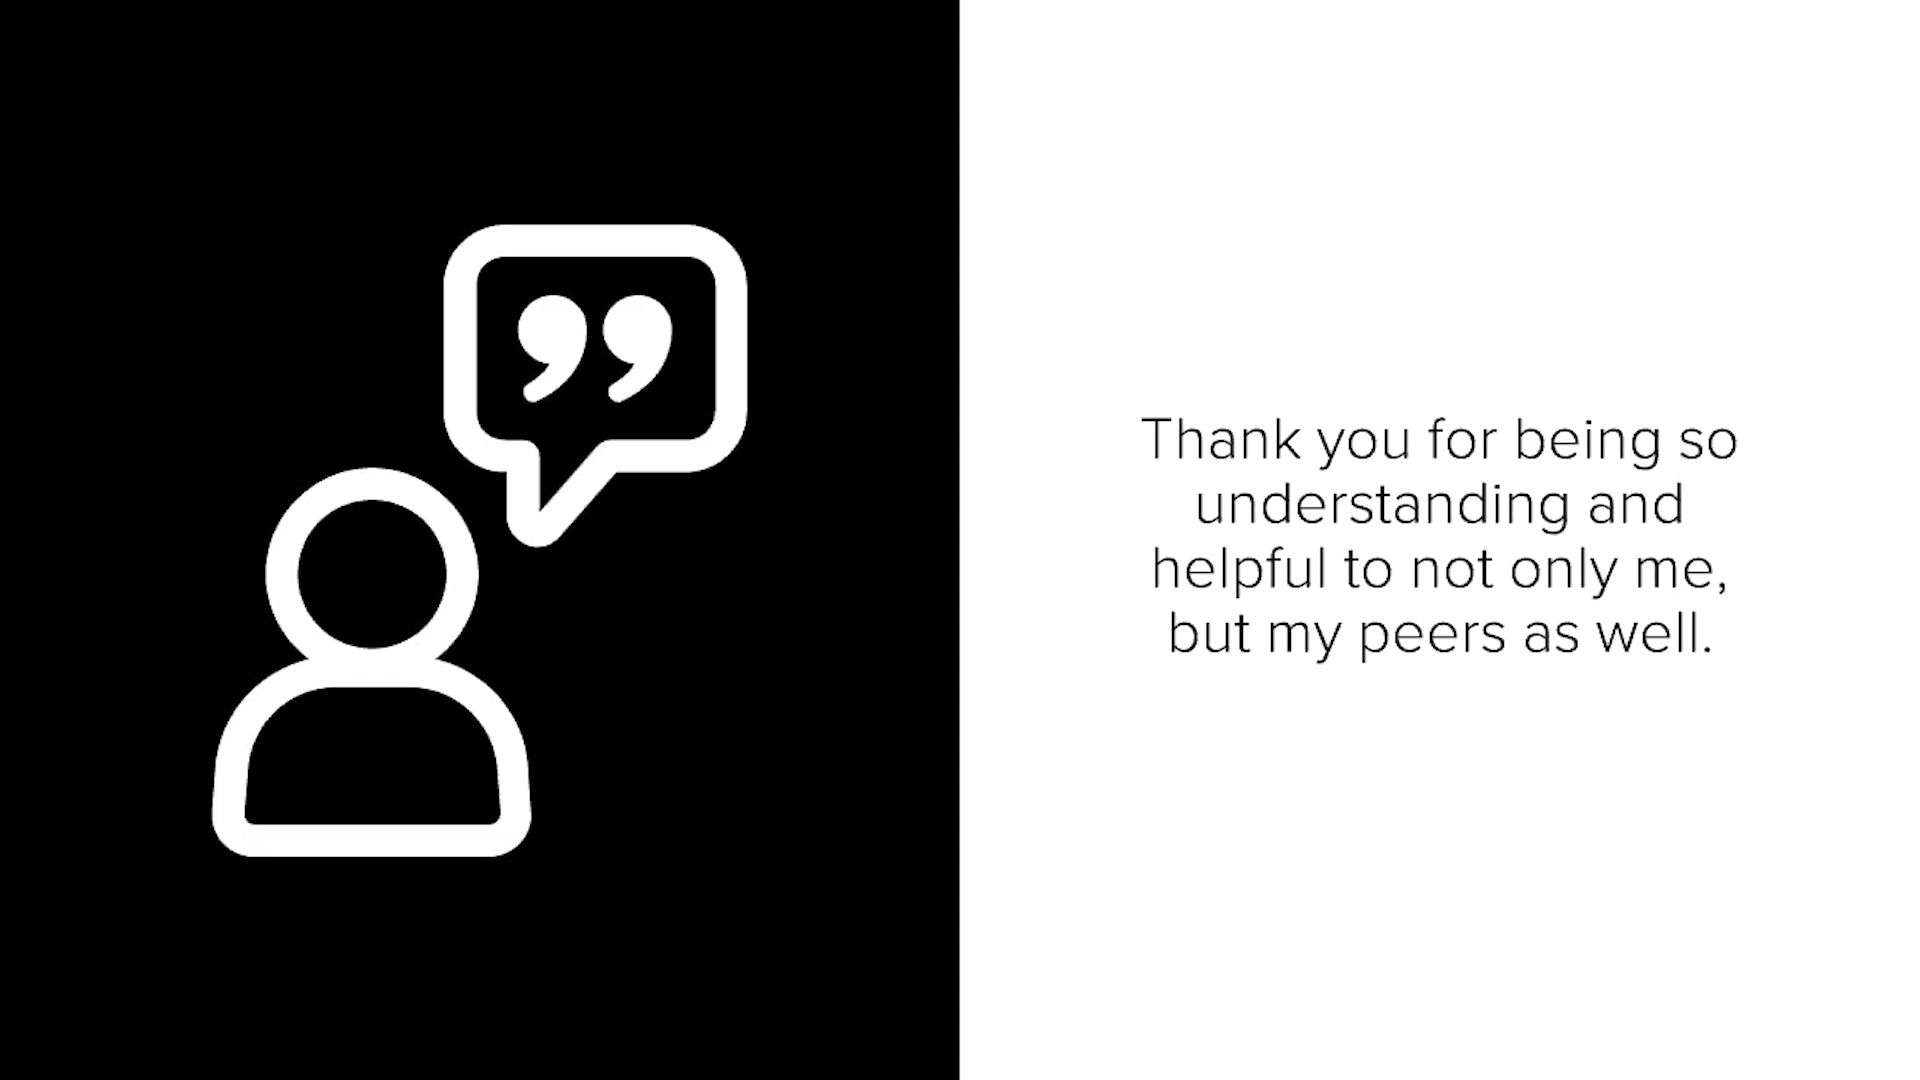 Thank you for being so
understanding and
helpful to not only me,
but my peers as well.